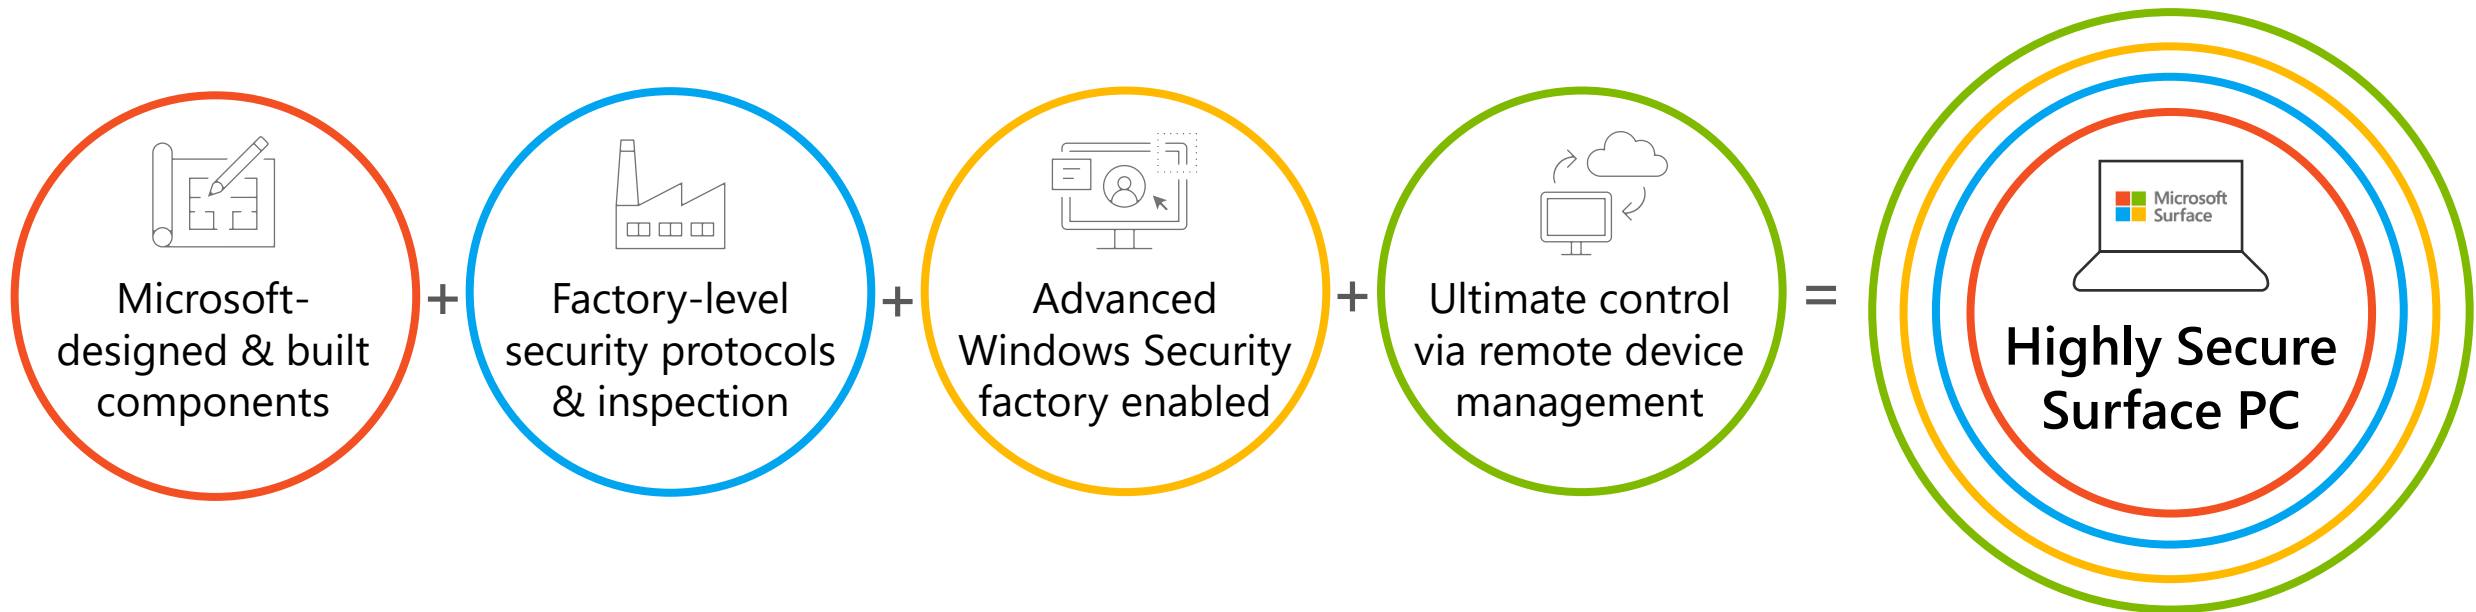 Microsoft-
designed & built
components
+
Factory-level
security protocols
& inspection
+
Advanced
Windows Security
factory enabled
+
Ultimate control
via remote device
management
=
Microsoft
Surface
Highly Secure
Surface PC